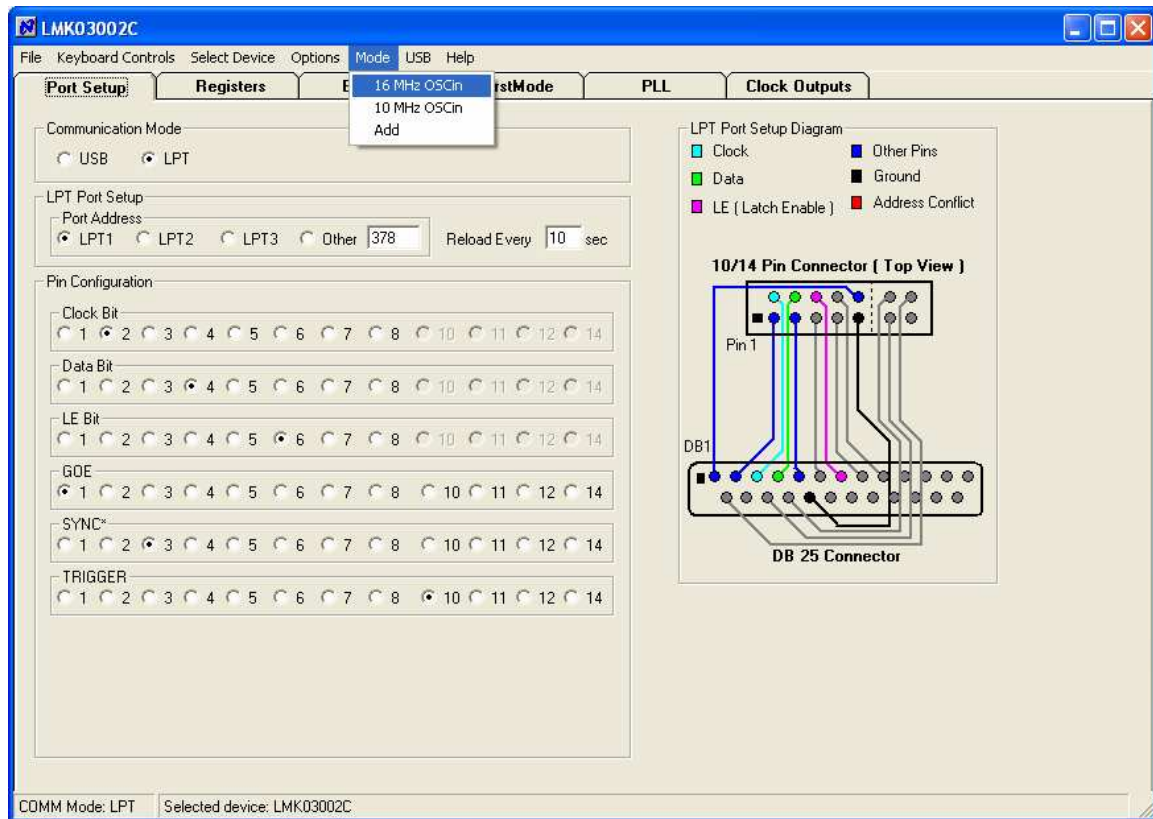 LMK03002C
File Keyboard Controls Select Device Options Mode USB Help
Port Setup Registers PLL Clock Outputs
16 MHz OSCin
10 MHz OSCin
Add
Communication Mode
USB LPT
LPT Port Setup
Port Address
LPT1 LPT2 LPT3 Other 378 Reload Every 10 sec
Pin Configuration
Clock Bit
1 2 3 4 5 6 7 8 10 11 12 14
Data Bit
1 2 3 4 5 6 7 8 10 11 12 14
LE Bit
1 2 3 4 5 6 7 8 10 11 12 14
GOE
1 2 3 4 5 6 7 8 10 11 12 14
SYNC*
1 2 3 4 5 6 7 8 10 11 12 14
TRIGGER
1 2 3 4 5 6 7 8 10 11 12 14
LPT Port Setup Diagram
Clock Other Pins
Data Ground
LE ( Latch Enable ) Address Conflict
10/14 Pin Connector ( Top View )
Pin 1
DB1
DB 25 Connector
COMM Mode: LPT Selected device: LMK03002C